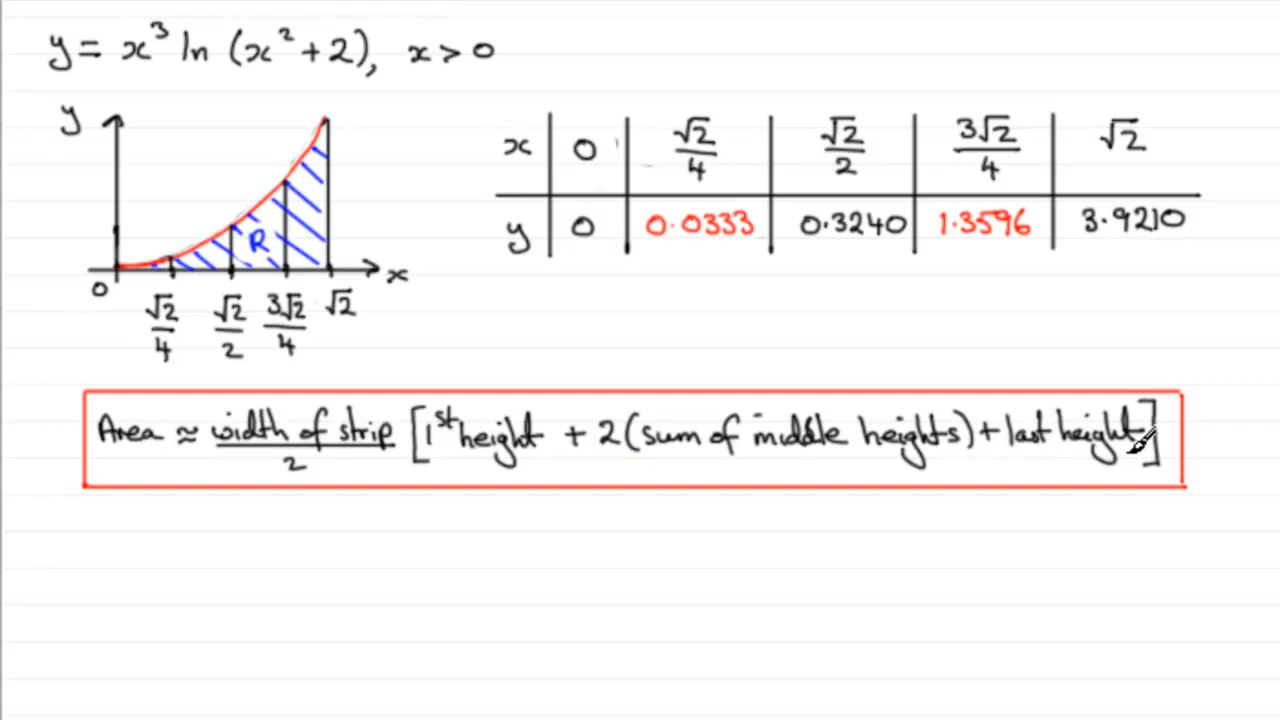 y = x³ ln (x² + 2), x > 0
y
R
0
x
√2/4 √2/2 3√2/4 √2
x 0 √2/4 √2/2 3√2/4 √2
y 0 0.0333 0.3240 1.3596 3.9210
Area ≈ width of strip/2 [1st height + 2 (sum of middle heights) + last height]